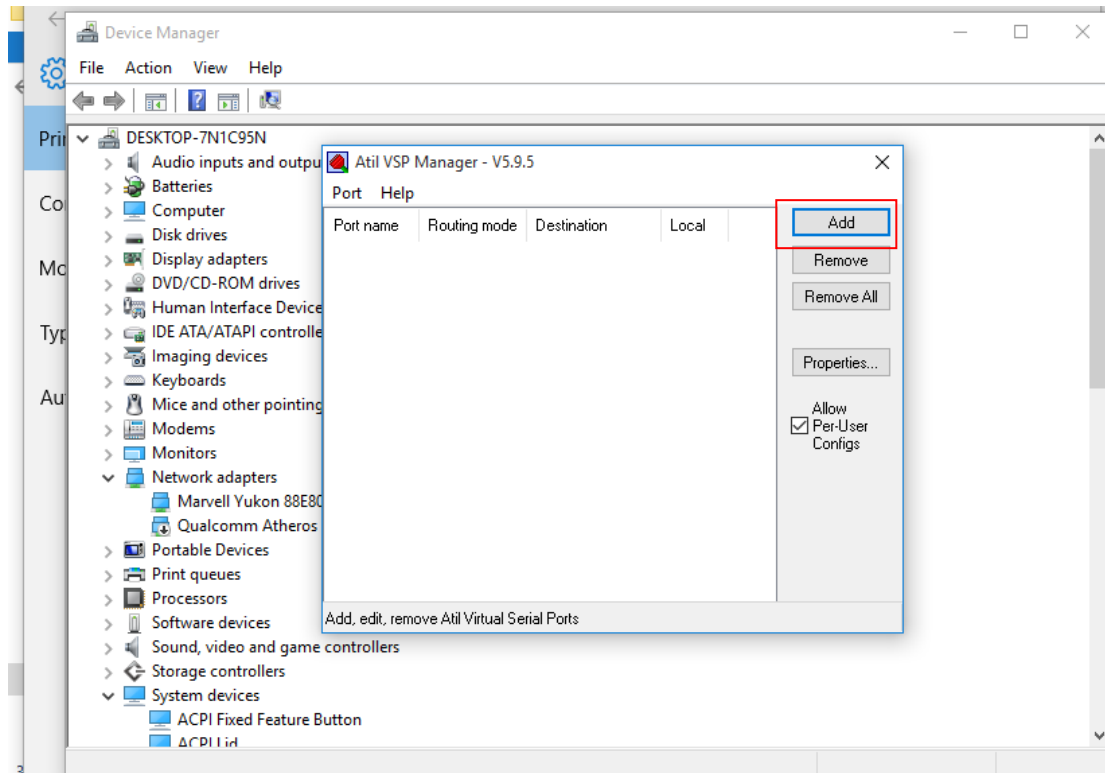 Device Manager
File Action View Help
DESKTOP-7N1C95N
Audio inputs and outpu
Batteries
Computer
Disk drives
Display adapters
DVD/CD-ROM drives
Human Interface Device
IDE ATA/ATAPI controlle
Imaging devices
Keyboards
Mice and other pointing
Modems
Monitors
Network adapters
Marvell Yukon 88E80
Qualcomm Atheros
Portable Devices
Print queues
Processors
Software devices
Sound, video and game controllers
Storage controllers
System devices
ACPI Fixed Feature Button
ACPI Lid
Atil VSP Manager - V5.9.5
Port Help
Port name Routing mode Destination Local
Add
Remove
Remove All
Properties...
Allow
Per-User
Configs
Add, edit, remove Atil Virtual Serial Ports
Pri
Co
Mo
Typ
Au